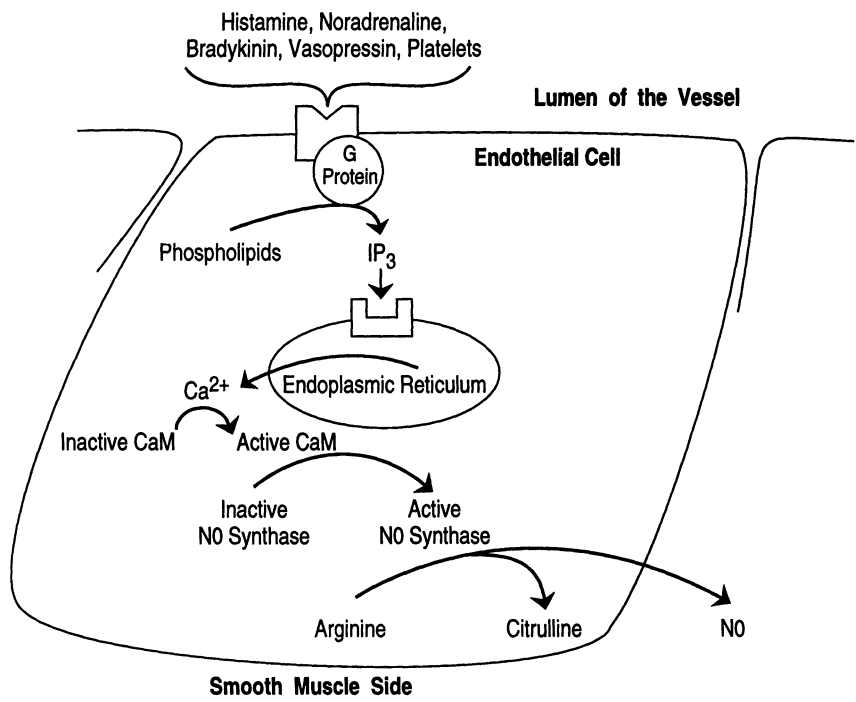 Histamine, Noradrenaline,
Bradykinin, Vasopressin, Platelets
Lumen of the Vessel
Endothelial Cell
G
Protein
Phospholipids
IP3
Endoplasmic Reticulum
Ca2+
Inactive CaM
Active CaM
Inactive
N0 Synthase
Active
N0 Synthase
Arginine
Citrulline
N0
Smooth Muscle Side